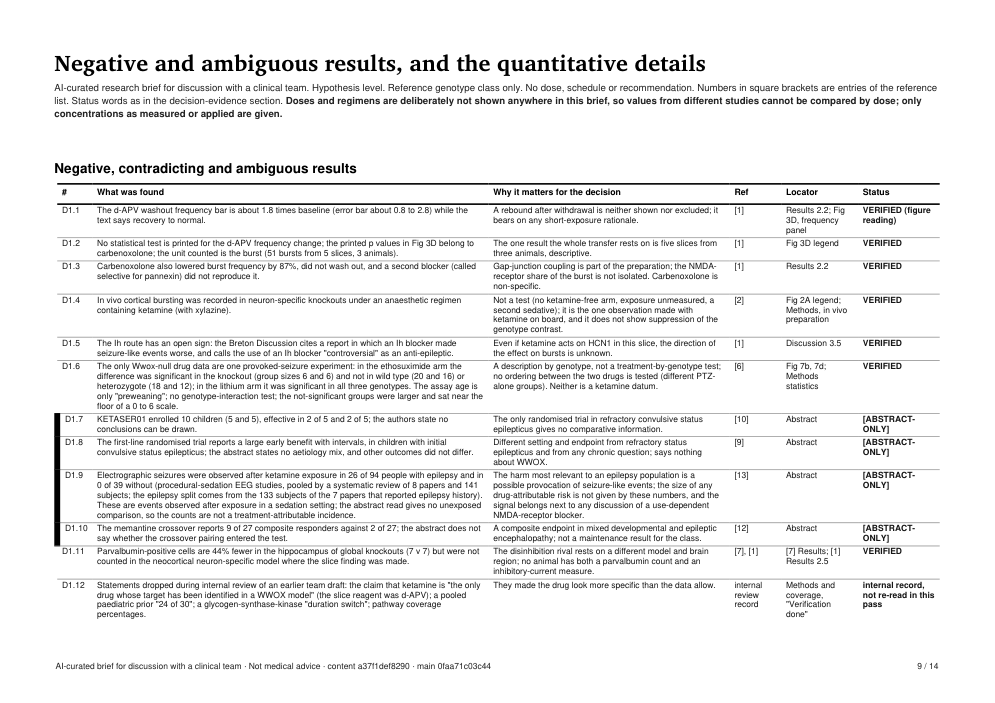 Negative and ambiguous results, and the quantitative details
AI-curated research brief for discussion with a clinical team. Hypothesis level. Reference genotype class only. No dose, schedule or recommendation. Numbers in square brackets are entries of the reference
list. Status words as in the decision-evidence section. Doses and regimens are deliberately not shown anywhere in this brief, so values from different studies cannot be compared by dose; only
concentrations as measured or applied are given.
Negative, contradicting and ambiguous results
# What was found Why it matters for the decision Ref Locator Status
D1.1 The d-APV washout frequency bar is about 1.8 times baseline (error bar about 0.8 to 2.8) while the A rebound after withdrawal is neither shown nor excluded; it [1] Results 2.2; Fig VERIFIED (figure
text says recovery to normal. bears on any short-exposure rationale. 3D, frequency reading)
panel
D1.2 No statistical test is printed for the d-APV frequency change; the printed p values in Fig 3D belong to The one result the whole transfer rests on is five slices from [1] Fig 3D legend VERIFIED
carbenoxolone; the unit counted is the burst (51 bursts from 5 slices, 3 animals). three animals, descriptive.
D1.3 Carbenoxolone also lowered burst frequency by 87%, did not wash out, and a second blocker (called Gap-junction coupling is part of the preparation; the NMDA- [1] Results 2.2 VERIFIED
selective for pannexin) did not reproduce it. receptor share of the burst is not isolated. Carbenoxolone is
non-specific.
D1.4 In vivo cortical bursting was recorded in neuron-specific knockouts under an anaesthetic regimen Not a test (no ketamine-free arm, exposure unmeasured, a [2] Fig 2A legend; VERIFIED
containing ketamine (with xylazine). second sedative); it is the one observation made with Methods, in vivo
ketamine on board, and it does not show suppression of the preparation
genotype contrast.
D1.5 The Ih route has an open sign: the Breton Discussion cites a report in which an Ih blocker made Even if ketamine acts on HCN1 in this slice, the direction of [1] Discussion 3.5 VERIFIED
seizure-like events worse, and calls the use of an Ih blocker "controversial" as an anti-epileptic. the effect on bursts is unknown.
D1.6 The only Wwox-null drug data are one provoked-seizure experiment: in the ethosuximide arm the A description by genotype, not a treatment-by-genotype test; [6] Fig 7b, 7d; VERIFIED
difference was significant in the knockout (group sizes 6 and 6) and not in wild type (20 and 16) or no ordering between the two drugs is tested (different PTZ- Methods
heterozygote (18 and 12); in the lithium arm it was significant in all three genotypes. The assay age is alone groups). Neither is a ketamine datum. statistics
only "preweaning"; no genotype-interaction test; the not-significant groups were larger and sat near the
floor of a 0 to 6 scale.
D1.7 KETASER01 enrolled 10 children (5 and 5), effective in 2 of 5 and 2 of 5; the authors state no The only randomised trial in refractory convulsive status [10] Abstract [ABSTRACT-
conclusions can be drawn. epilepticus gives no comparative information. ONLY]
D1.8 The first-line randomised trial reports a large early benefit with intervals, in children with initial Different setting and endpoint from refractory status [9] Abstract [ABSTRACT-
convulsive status epilepticus; the abstract states no aetiology mix, and other outcomes did not differ. epilepticus and from any chronic question; says nothing ONLY]
about WWOX.
D1.9 Electrographic seizures were observed after ketamine exposure in 26 of 94 people with epilepsy and in The harm most relevant to an epilepsy population is a [13] Abstract [ABSTRACT-
0 of 39 without (procedural-sedation EEG studies, pooled by a systematic review of 8 papers and 141 possible provocation of seizure-like events; the size of any ONLY]
subjects; the epilepsy split comes from the 133 subjects of the 7 papers that reported epilepsy history). drug-attributable risk is not given by these numbers, and the
These are events observed after exposure in a sedation setting; the abstract read gives no unexposed signal belongs next to any discussion of a use-dependent
comparison, so the counts are not a treatment-attributable incidence. NMDA-receptor blocker.
D1.10 The memantine crossover reports 9 of 27 composite responders against 2 of 27; the abstract does not A composite endpoint in mixed developmental and epileptic [12] Abstract [ABSTRACT-
say whether the crossover pairing entered the test. encephalopathy; not a maintenance result for the class. ONLY]
D1.11 Parvalbumin-positive cells are 44% fewer in the hippocampus of global knockouts (7 v 7) but were not The disinhibition rival rests on a different model and brain [7], [1] [7] Results; [1] VERIFIED
counted in the neocortical neuron-specific model where the slice finding was made. region; no animal has both a parvalbumin count and an Results 2.5
inhibitory-current measure.
D1.12 Statements dropped during internal review of an earlier team draft: the claim that ketamine is "the only They made the drug look more specific than the data allow. internal Methods and internal record,
drug whose target has been identified in a WWOX model" (the slice reagent was d-APV); a pooled review coverage, not re-read in this
paediatric prior "24 of 30"; a glycogen-synthase-kinase "duration switch"; pathway coverage record "Verification pass
percentages. done"
AI-curated brief for discussion with a clinical team · Not medical advice · content a37f1def8290 · main 0faa71c03c44 9 / 14